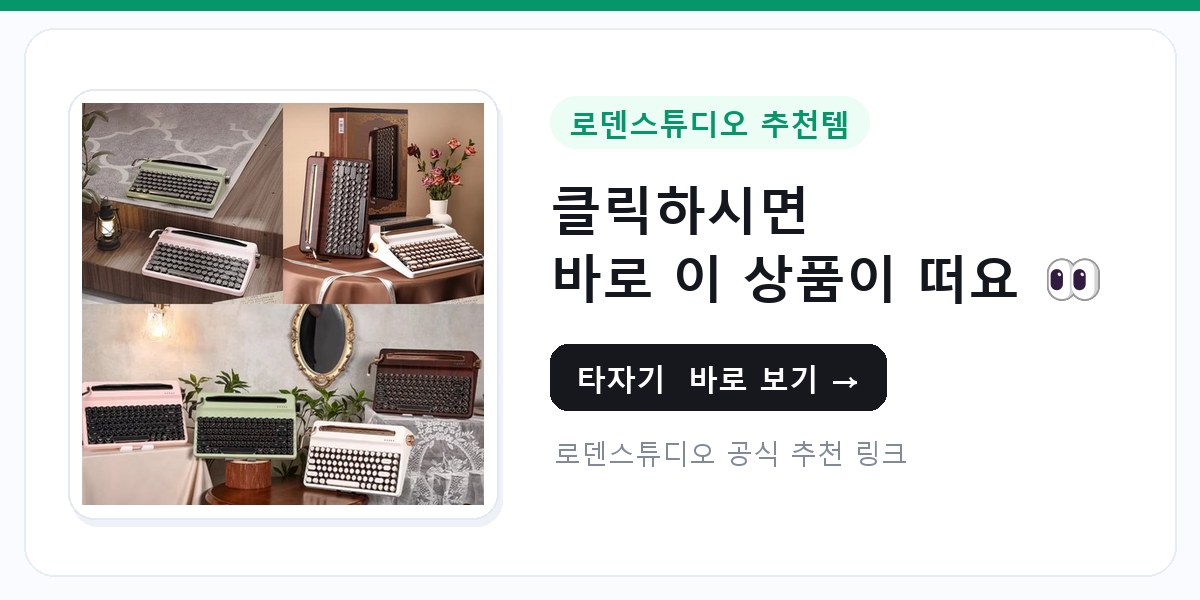 로덴스튜디오 추천템
클릭하시면
바로 이 상품이 떠요 👀
타자기 바로 보기 →
로덴스튜디오 공식 추천 링크